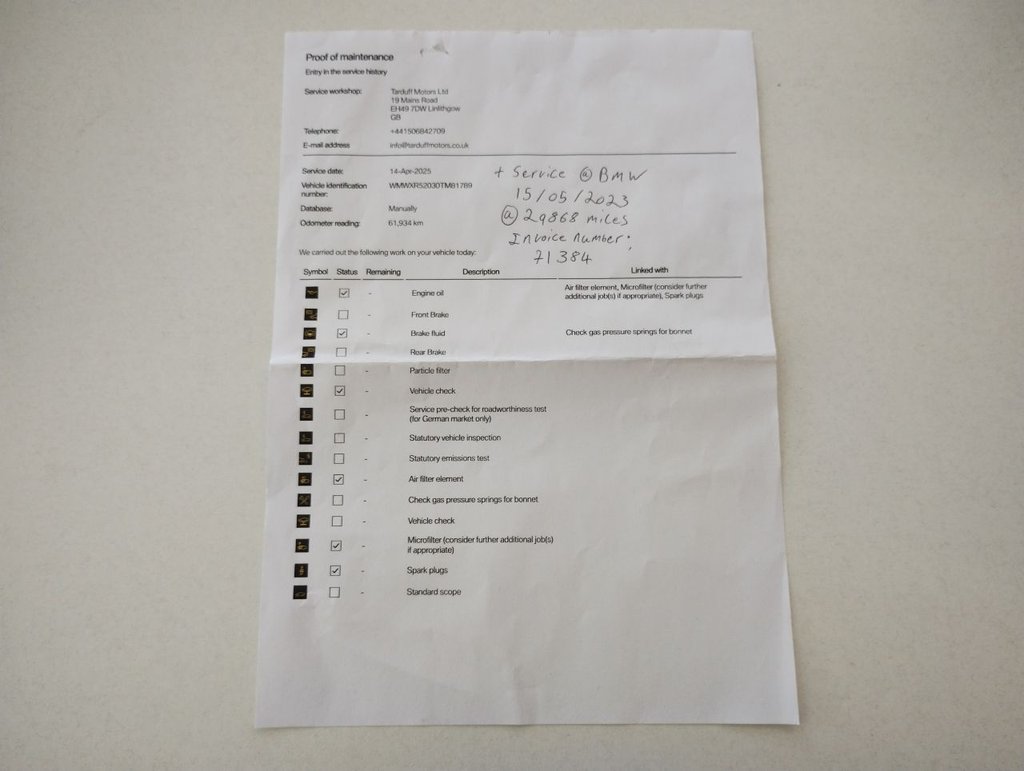 Proof of maintenance
Entry in the service history
Service workshop: Tarduff Motors Ltd
19 Mains Road
EH49 7DW Linlithgow
GB
Telephone: +441506842709
E-mail address info@tarduffmotors.co.uk
Service date: 14-Apr-2025
Vehicle identification number: WMWXR52030TM81789
Database: Manually
Odometer reading: 61,934 km
+ Service @ BMW
15/05/2023
@ 29868 miles
Invoice Number:
71384
We carried out the following work on your vehicle today:
Symbol Status Remaining Description Linked with
- Engine oil Air filter element, Microfilter (consider further
additional job(s) if appropriate), Spark plugs
- Front Brake
- Brake fluid Check gas pressure springs for bonnet
- Rear Brake
- Particle filter
- Vehicle check
- Service pre-check for roadworthiness test
(for German market only)
- Statutory vehicle inspection
- Statutory emissions test
- Air filter element
- Check gas pressure springs for bonnet
- Vehicle check
- Microfilter (consider further additional job(s)
if appropriate)
- Spark plugs
- Standard scope